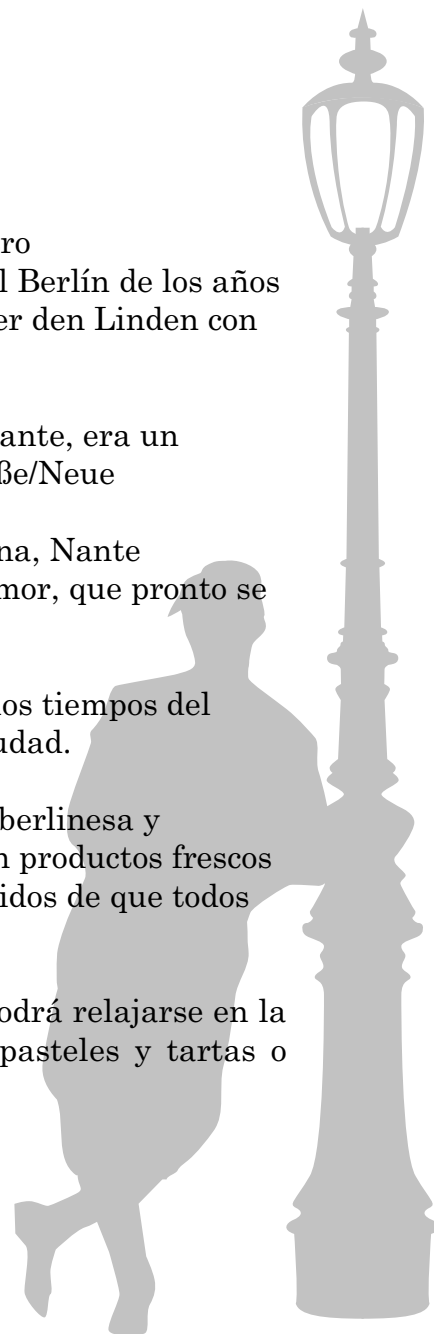 ro
l Berlín de los años
er den Linden con
ante, era un
ße/Neue
na, Nante
mor, que pronto se
los tiempos del
udad.
berlinesa y
n productos frescos
idos de que todos
odrá relajarse en la
pasteles y tartas o